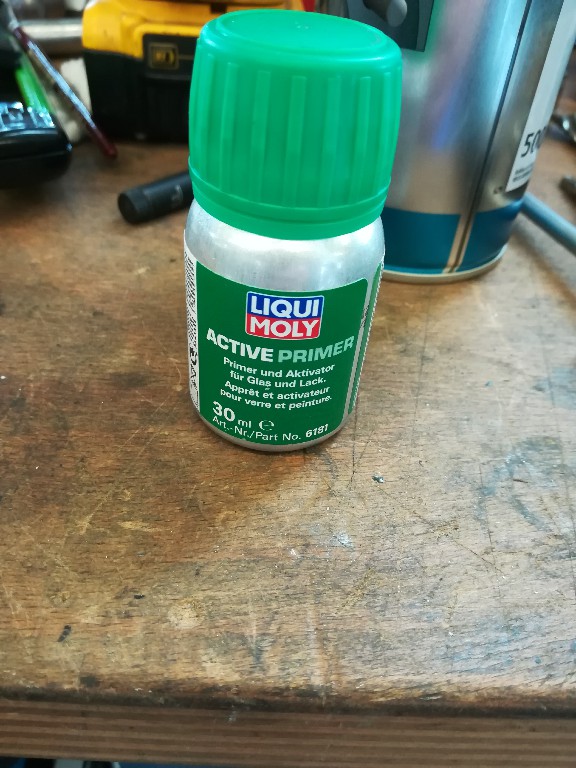 LIQUI
MOLY
ACTIVE PRIMER
Primer und Aktivator
für Glas und Lack.
Apprêt et activateur
pour verre et peinture.
30 ml ℮
Art.-Nr./Part No. 6181